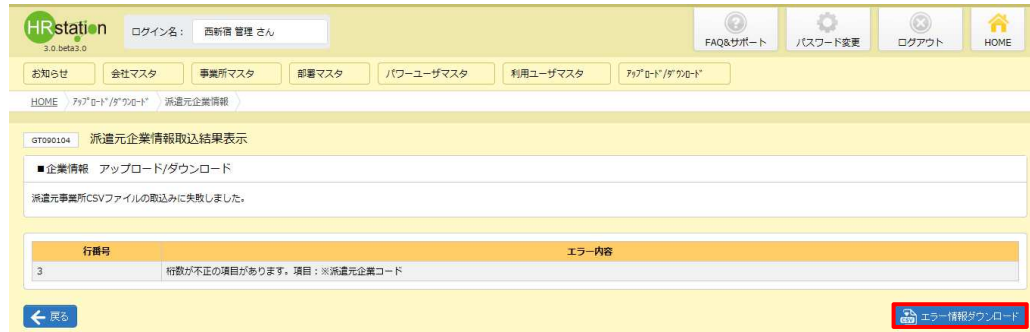 HRstation
3.0.beta3.0
ログイン名： 西新宿 管理 さん
FAQ&サポート
パスワード変更
ログアウト
HOME
お知らせ 会社マスタ 事業所マスタ 部署マスタ パワーユーザマスタ 利用ユーザマスタ ｱｯﾌﾟﾛｰﾄﾞ/ﾀﾞｳﾝﾛｰﾄﾞ
HOME ｱｯﾌﾟﾛｰﾄﾞ/ﾀﾞｳﾝﾛｰﾄﾞ 派遣元企業情報
GT090104 派遣元企業情報取込結果表示
■企業情報 アップロード/ダウンロード
派遣元事業所CSVファイルの取込みに失敗しました。
行番号 エラー内容
3 桁数が不正の項目があります。項目：※派遣元企業コード
戻る
CSV エラー情報ダウンロード